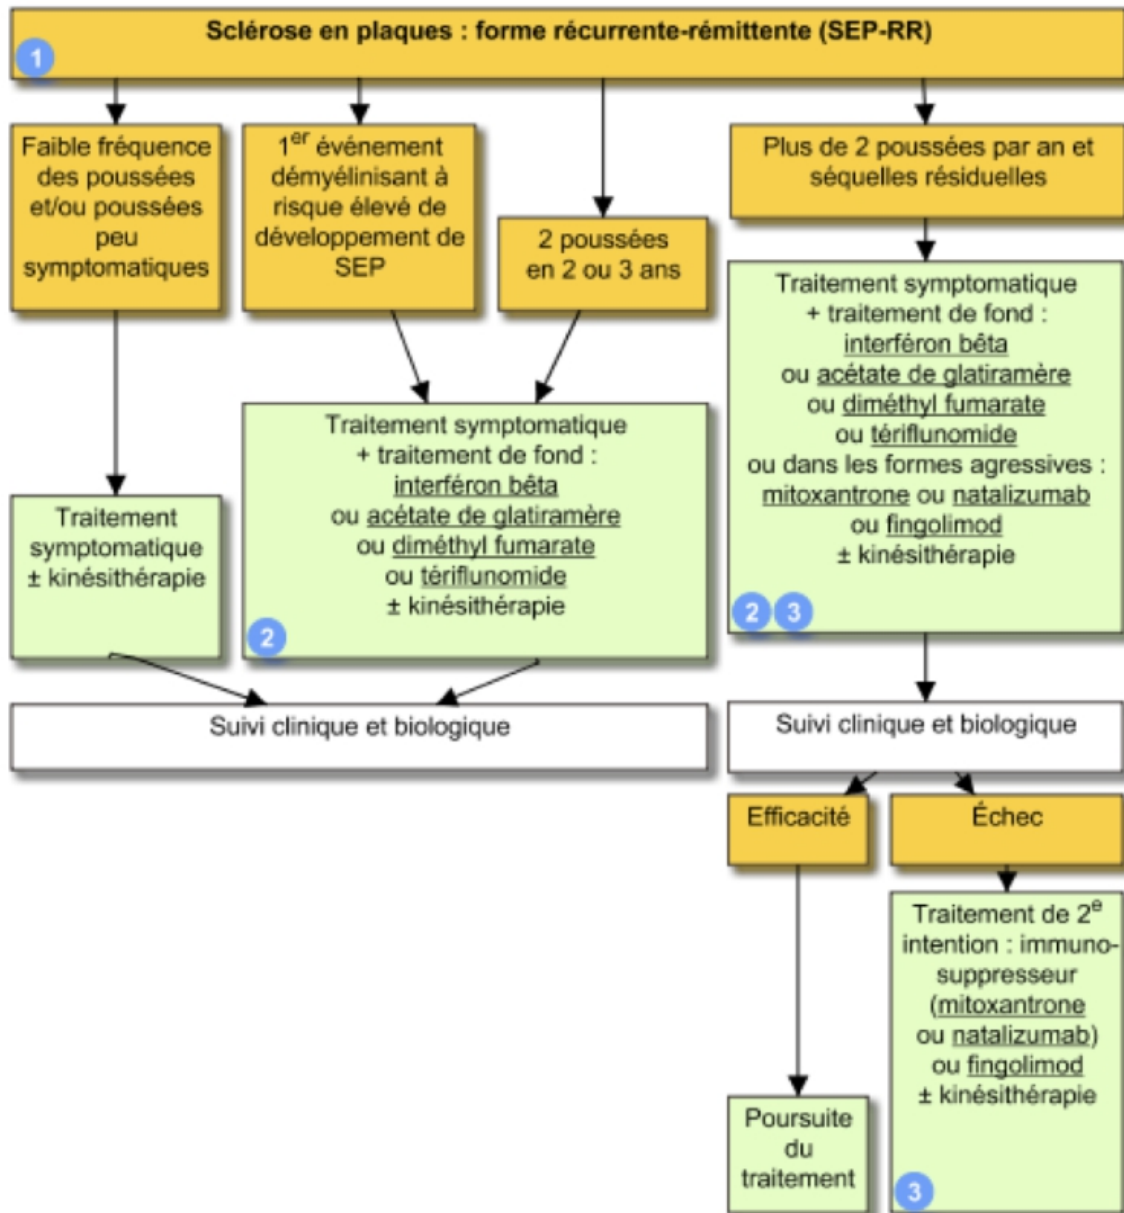 Sclérose en plaques : forme récurrente-rémittente (SEP-RR)
1
Faible fréquence
des poussées
et/ou poussées
peu
symptomatiques
1er événement
démyélinisant à
risque élevé de
développement de
SEP
2 poussées
en 2 ou 3 ans
Plus de 2 poussées par an et
séquelles résiduelles
Traitement
symptomatique
± kinésithérapie
Traitement symptomatique
+ traitement de fond :
interféron bêta
ou acétate de glatiramère
ou diméthyl fumarate
ou tériflunomide
± kinésithérapie
2
Traitement symptomatique
+ traitement de fond :
interféron bêta
ou acétate de glatiramère
ou diméthyl fumarate
ou tériflunomide
ou dans les formes agressives :
mitoxantrone ou natalizumab
ou fingolimod
± kinésithérapie
2 3
Suivi clinique et biologique
Suivi clinique et biologique
Efficacité
Échec
Poursuite
du
traitement
Traitement de 2e
intention : immuno-
suppresseur
(mitoxantrone
ou natalizumab)
ou fingolimod
± kinésithérapie
3